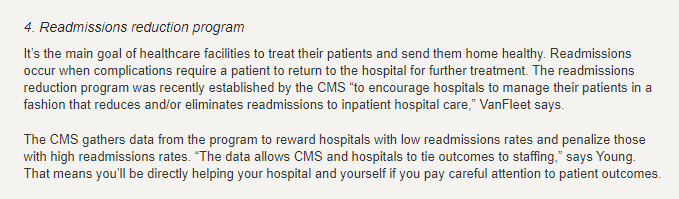 4. Readmissions reduction program
It's the main goal of healthcare facilities to treat their patients and send them home healthy. Readmissions
occur when complications require a patient to return to the hospital for further treatment. The readmissions
reduction program was recently established by the CMS “to encourage hospitals to manage their patients in a
fashion that reduces and/or eliminates readmissions to inpatient hospital care,” VanFleet says.
The CMS gathers data from the program to reward hospitals with low readmissions rates and penalize those
with high readmissions rates. “The data allows CMS and hospitals to tie outcomes to staffing,” says Young.
That means you’ll be directly helping your hospital and yourself if you pay careful attention to patient outcomes.